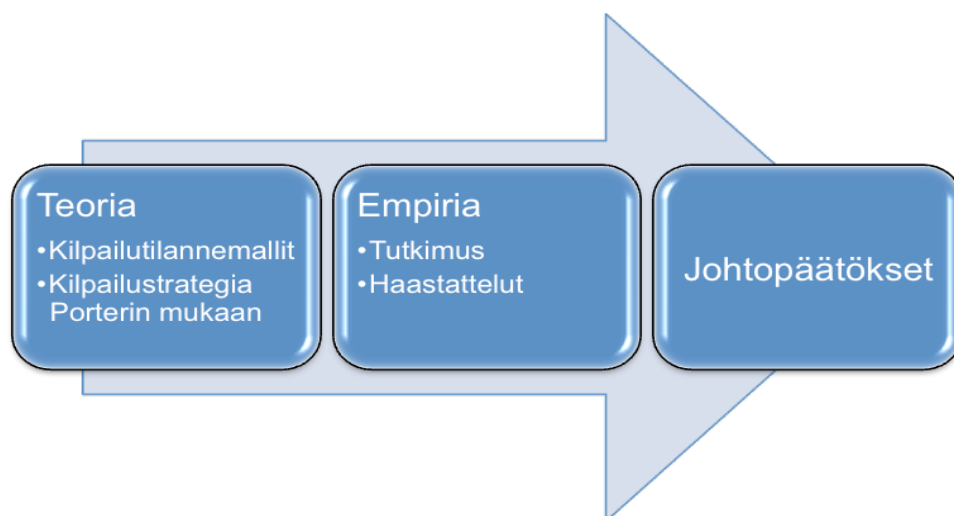 Teoria
•Kilpailutilannemallit
•Kilpailustrategia
Porterin mukaan
Empiria
•Tutkimus
•Haastattelut
Johtopäätökset